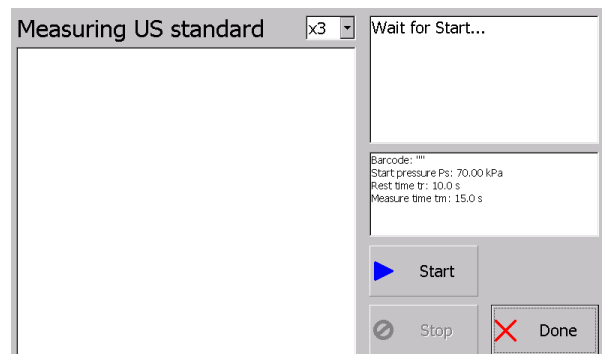 Measuring US standard
x3
Wait for Start...
Barcode: ""
Start pressure Ps: 70.00 kPa
Rest time tr: 10.0 s
Measure time tm: 15.0 s
Start
Stop
Done